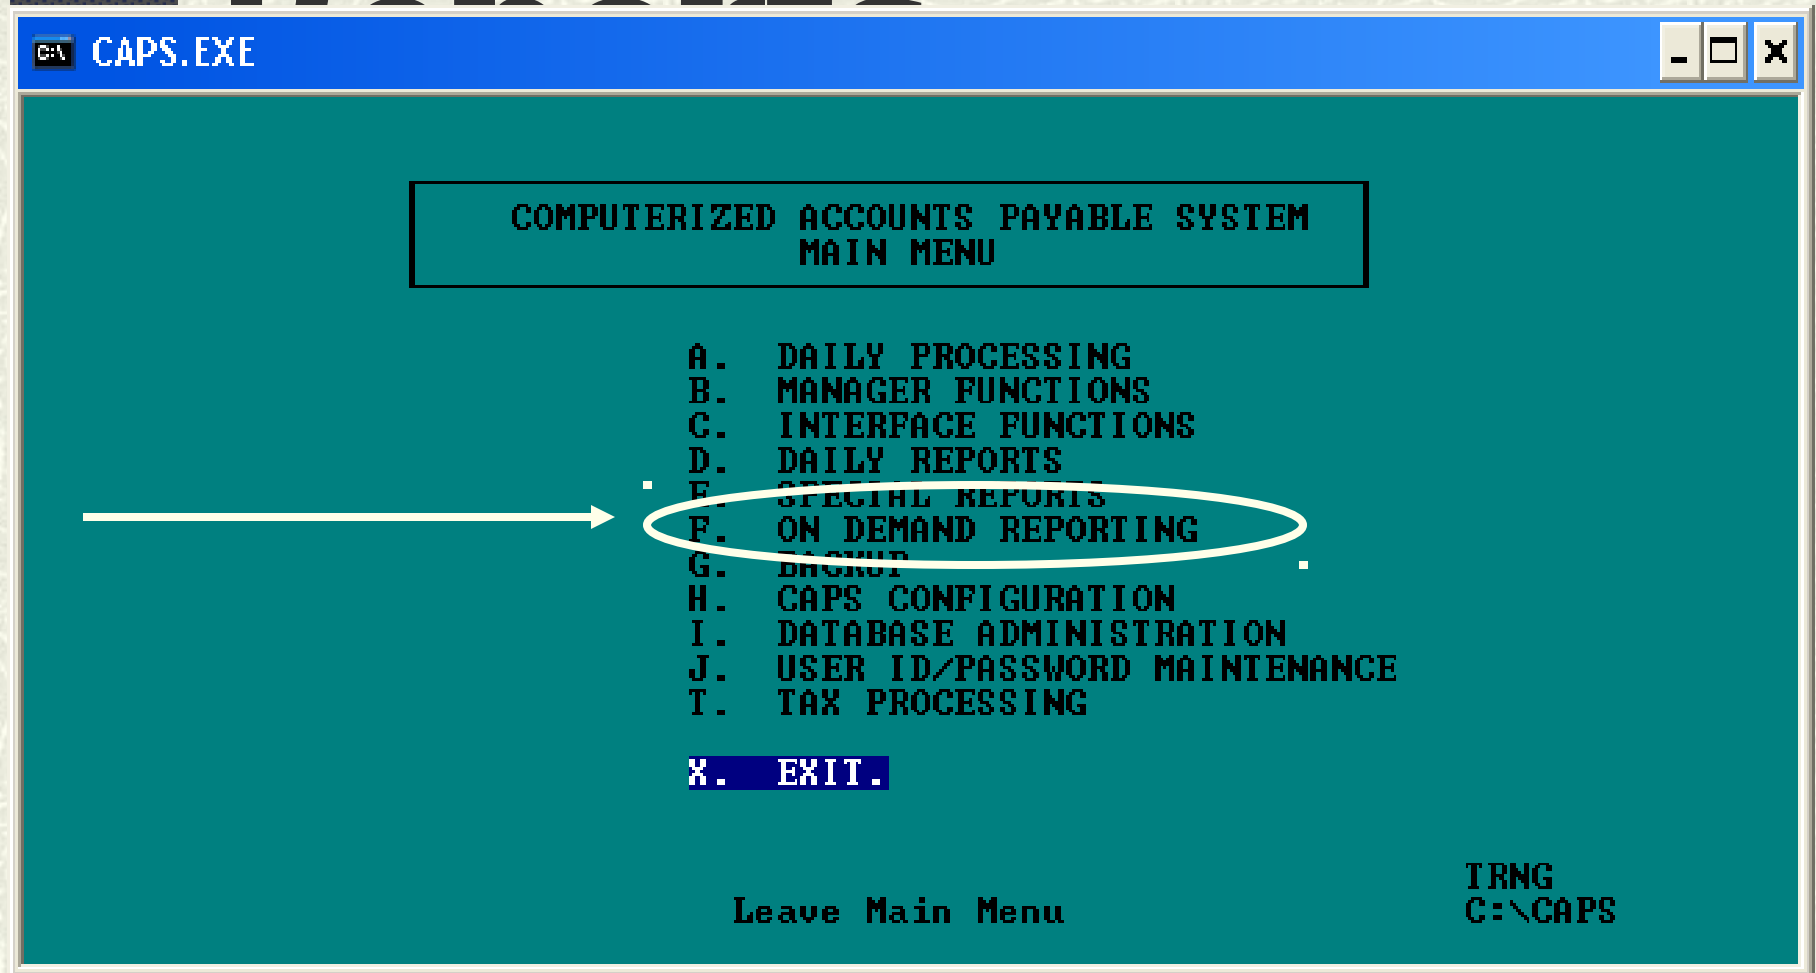 C:\ CAPS.EXE
COMPUTERIZED ACCOUNTS PAYABLE SYSTEM
MAIN MENU
A. DAILY PROCESSING
B. MANAGER FUNCTIONS
C. INTERFACE FUNCTIONS
D. DAILY REPORTS
E. SPECIAL REPORTS
F. ON DEMAND REPORTING
G. BACKUP
H. CAPS CONFIGURATION
I. DATABASE ADMINISTRATION
J. USER ID/PASSWORD MAINTENANCE
T. TAX PROCESSING
X. EXIT.
TRNG
Leave Main Menu C:\CAPS